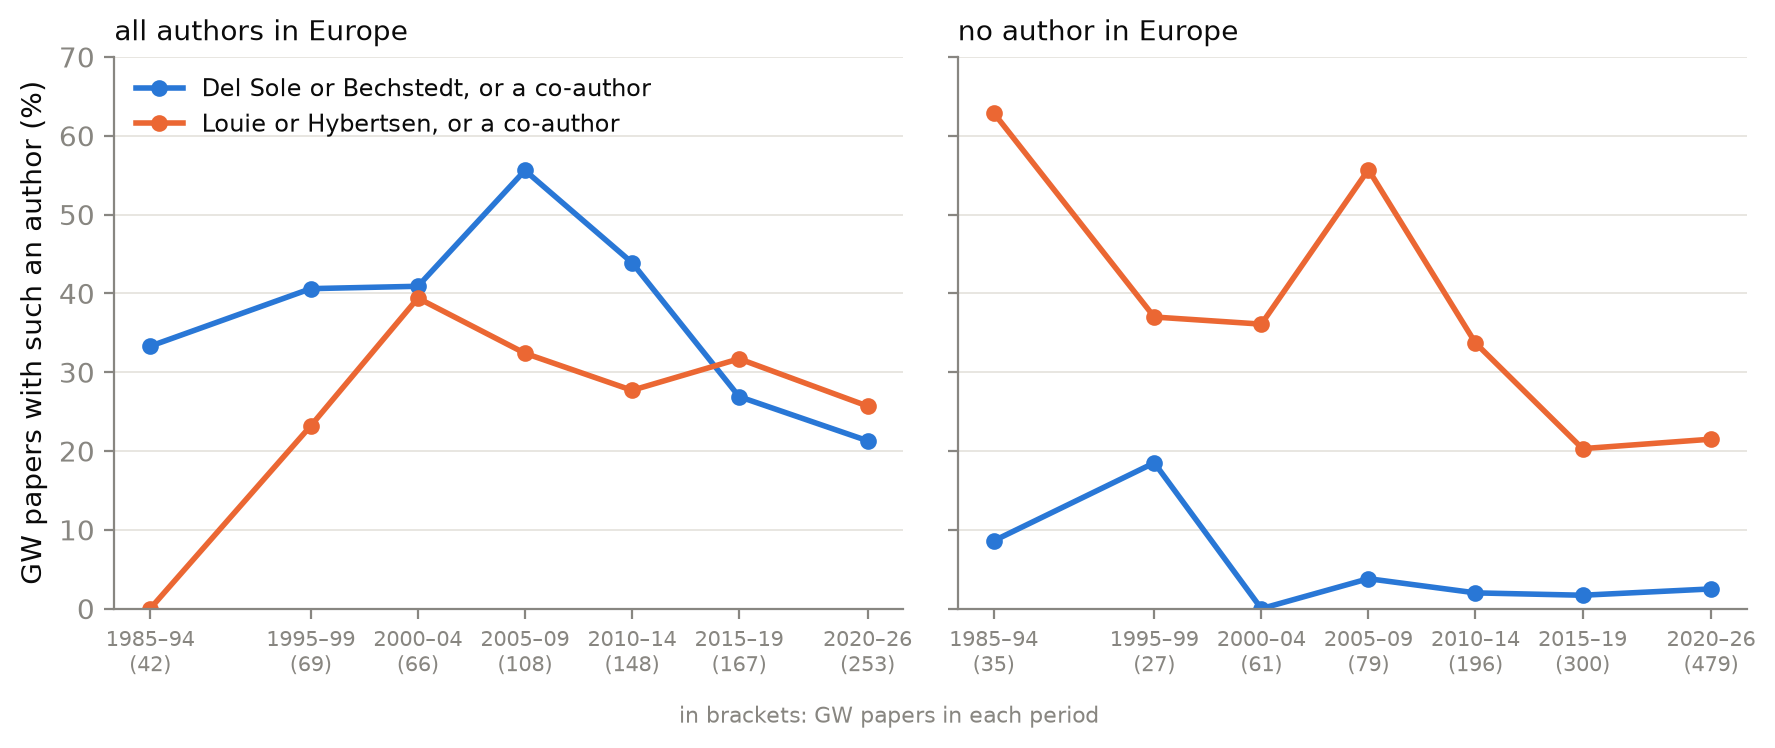 all authors in Europe
GW papers with such an author (%)
70
60
50
40
30
20
10
0
Del Sole or Bechstedt, or a co-author
Louie or Hybertsen, or a co-author
1985–94 1995–99 2000–04 2005–09 2010–14 2015–19 2020–26
(42) (69) (66) (108) (148) (167) (253)
no author in Europe
1985–94 1995–99 2000–04 2005–09 2010–14 2015–19 2020–26
(35) (27) (61) (79) (196) (300) (479)
in brackets: GW papers in each period